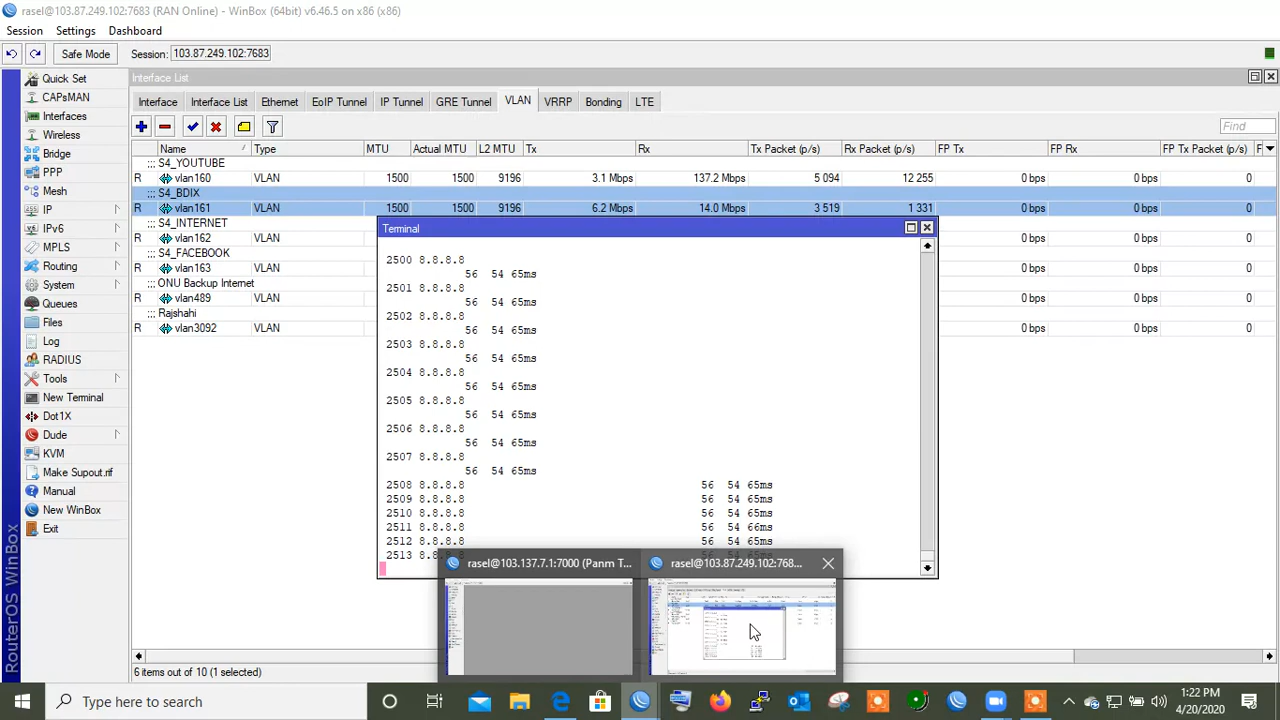 rasel@103.87.249.102:7683 (RAN Online) - WinBox (64bit) v6.46.5 on x86 (x86)
Session Settings Dashboard
Safe Mode Session: 103.87.249.102:7683
Quick Set
CAPsMAN
Interfaces
Wireless
Bridge
PPP
Mesh
IP
IPv6
MPLS
Routing
System
Queues
Files
Log
RADIUS
Tools
New Terminal
Dot1X
Dude
KVM
Make Supout.rif
Manual
New WinBox
Exit
RouterOS WinBox
Interface List
Interface Interface List Ethernet EoIP Tunnel IP Tunnel GRE Tunnel VLAN VRRP Bonding LTE
Find
Name Type MTU Actual MTU L2 MTU Tx Rx Tx Packet (p/s) Rx Packet (p/s) FP Tx FP Rx FP Tx Packet (p/s) F
;;; S4_YOUTUBE
R vlan160 VLAN 1500 1500 9196 3.1 Mbps 137.2 Mbps 5 094 12 255 0 bps 0 bps 0
;;; S4_BDIX
R vlan161 VLAN 1500 1500 9196 6.2 Mbps 14.0 Mbps 3 519 1 331 0 bps 0 bps 0
;;; S4_INTERNET
R vlan162 VLAN 0 bps 0 bps 0
;;; S4_FACEBOOK
R vlan163 VLAN 0 bps 0 bps 0
;;; ONU Backup Internet
R vlan489 VLAN 0 bps 0 bps 0
;;; Rajshahi
R vlan3092 VLAN 0 bps 0 bps 0
Terminal
2500 8.8.8.8
56 54 65ms
2501 8.8.8.8
56 54 65ms
2502 8.8.8.8
56 54 65ms
2503 8.8.8.8
56 54 65ms
2504 8.8.8.8
56 54 65ms
2505 8.8.8.8
56 54 65ms
2506 8.8.8.8
56 54 65ms
2507 8.8.8.8
56 54 65ms
2508 8.8.8.8 56 54 65ms
2509 8.8.8.8 56 54 65ms
2510 8.8.8.8 56 54 65ms
2511 8.8.8.8 56 54 66ms
2512 8.8.8.8 56 54 65ms
2513 8.8.8.8 56 54 65ms
rasel@103.137.7.1:7000 (Panm T... rasel@103.87.249.102:768...
6 items out of 10 (1 selected)
Type here to search
1:22 PM
4/20/2020